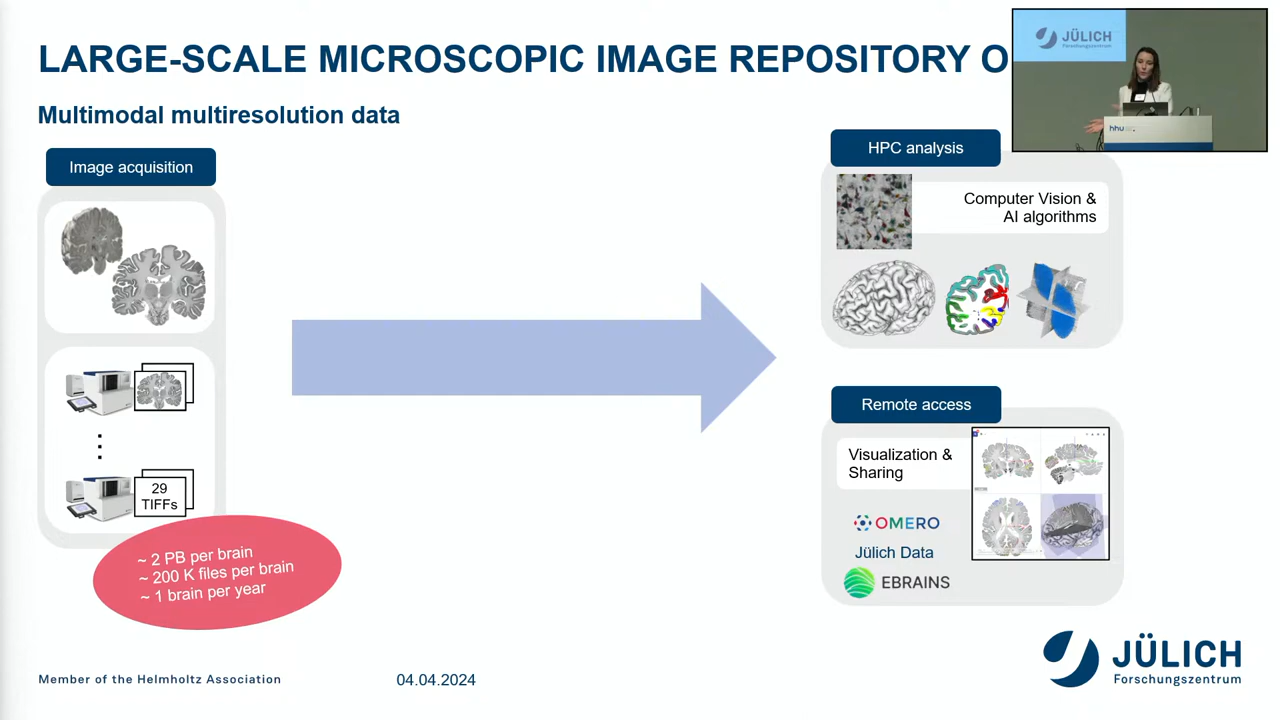 LARGE-SCALE MICROSCOPIC IMAGE REPOSITORY O
Multimodal multiresolution data
Image acquisition
29
TIFFs
~ 2 PB per brain
~ 200 K files per brain
~ 1 brain per year
HPC analysis
Computer Vision &
AI algorithms
Remote access
Visualization &
Sharing
OMERO
Jülich Data
EBRAINS
JÜLICH
Forschungszentrum
hhu
Member of the Helmholtz Association
04.04.2024
JÜLICH
Forschungszentrum